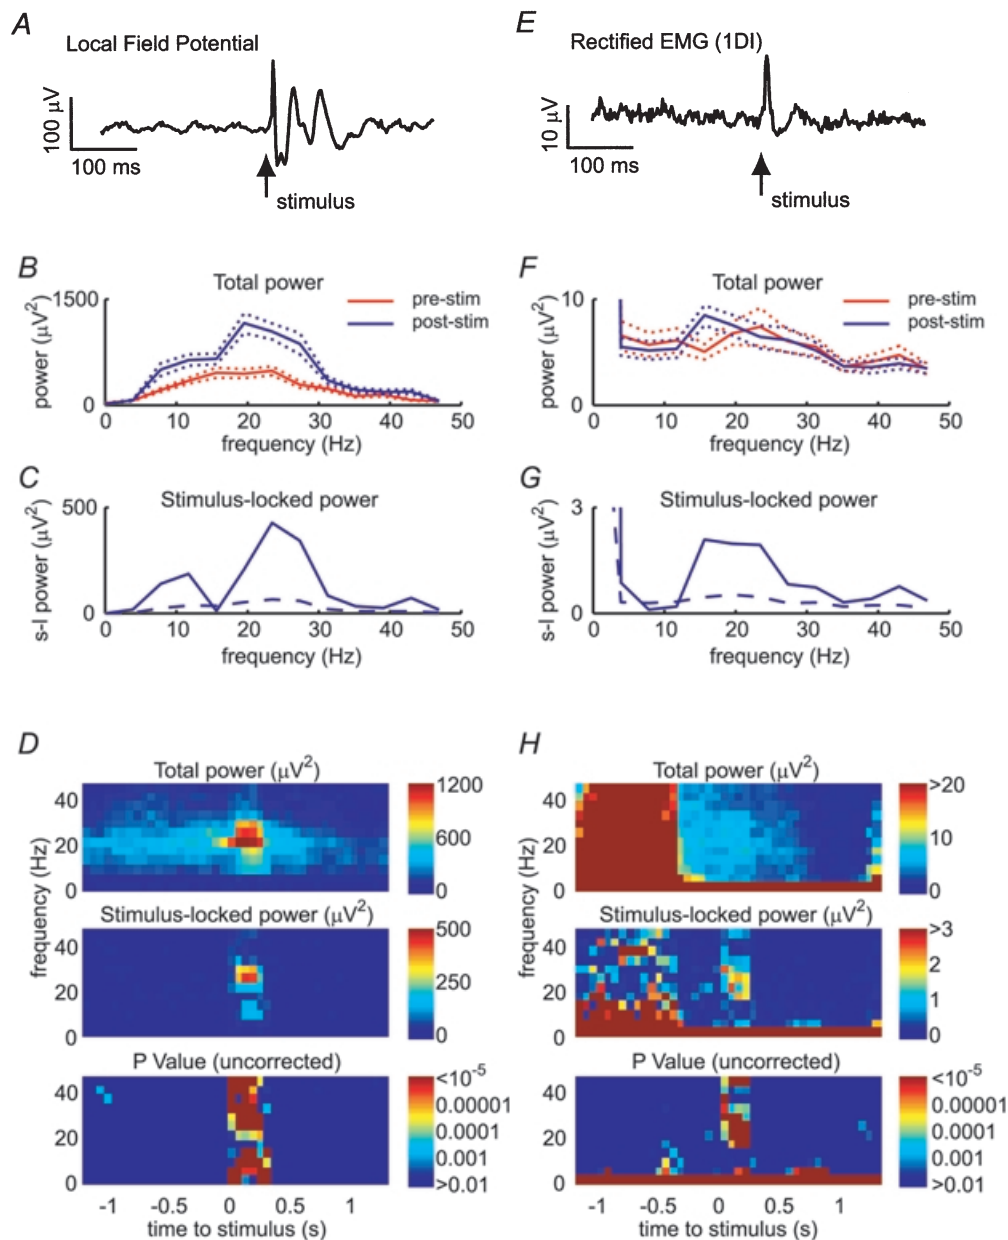 A
Local Field Potential
100 µV
100 ms
stimulus
E
Rectified EMG (1DI)
10 µV
100 ms
stimulus
B
Total power
pre-stim
post-stim
power (µV²)
1500
0
0 10 20 30 40 50
frequency (Hz)
F
Total power
pre-stim
post-stim
power (µV²)
10
0
0 10 20 30 40 50
frequency (Hz)
C
Stimulus-locked power
s-l power (µV²)
500
0
0 10 20 30 40 50
frequency (Hz)
G
Stimulus-locked power
s-l power (µV²)
3
0
0 10 20 30 40 50
frequency (Hz)
D
Total power (µV²)
40
20
0
1200
600
0
frequency (Hz)
Stimulus-locked power (µV²)
40
20
0
500
250
0
P Value (uncorrected)
40
20
0
<10⁻⁵
0.00001
0.0001
0.001
>0.01
-1 -0.5 0 0.5 1
time to stimulus (s)
H
Total power (µV²)
40
20
0
>20
10
0
frequency (Hz)
Stimulus-locked power (µV²)
40
20
0
>3
2
1
0
P Value (uncorrected)
40
20
0
<10⁻⁵
0.00001
0.0001
0.001
>0.01
-1 -0.5 0 0.5 1
time to stimulus (s)